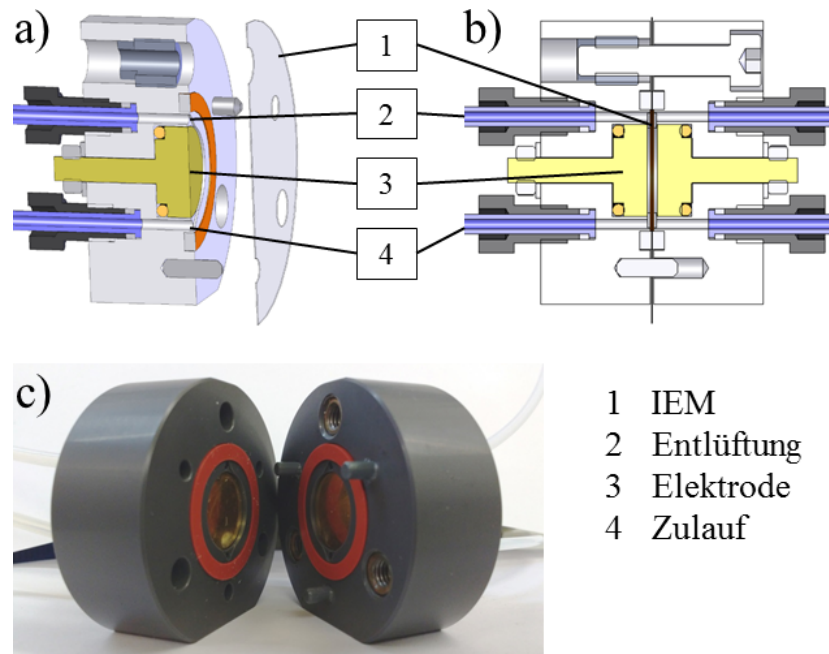 a)
b)
1
2
3
4
c)
1 IEM
2 Entlüftung
3 Elektrode
4 Zulauf